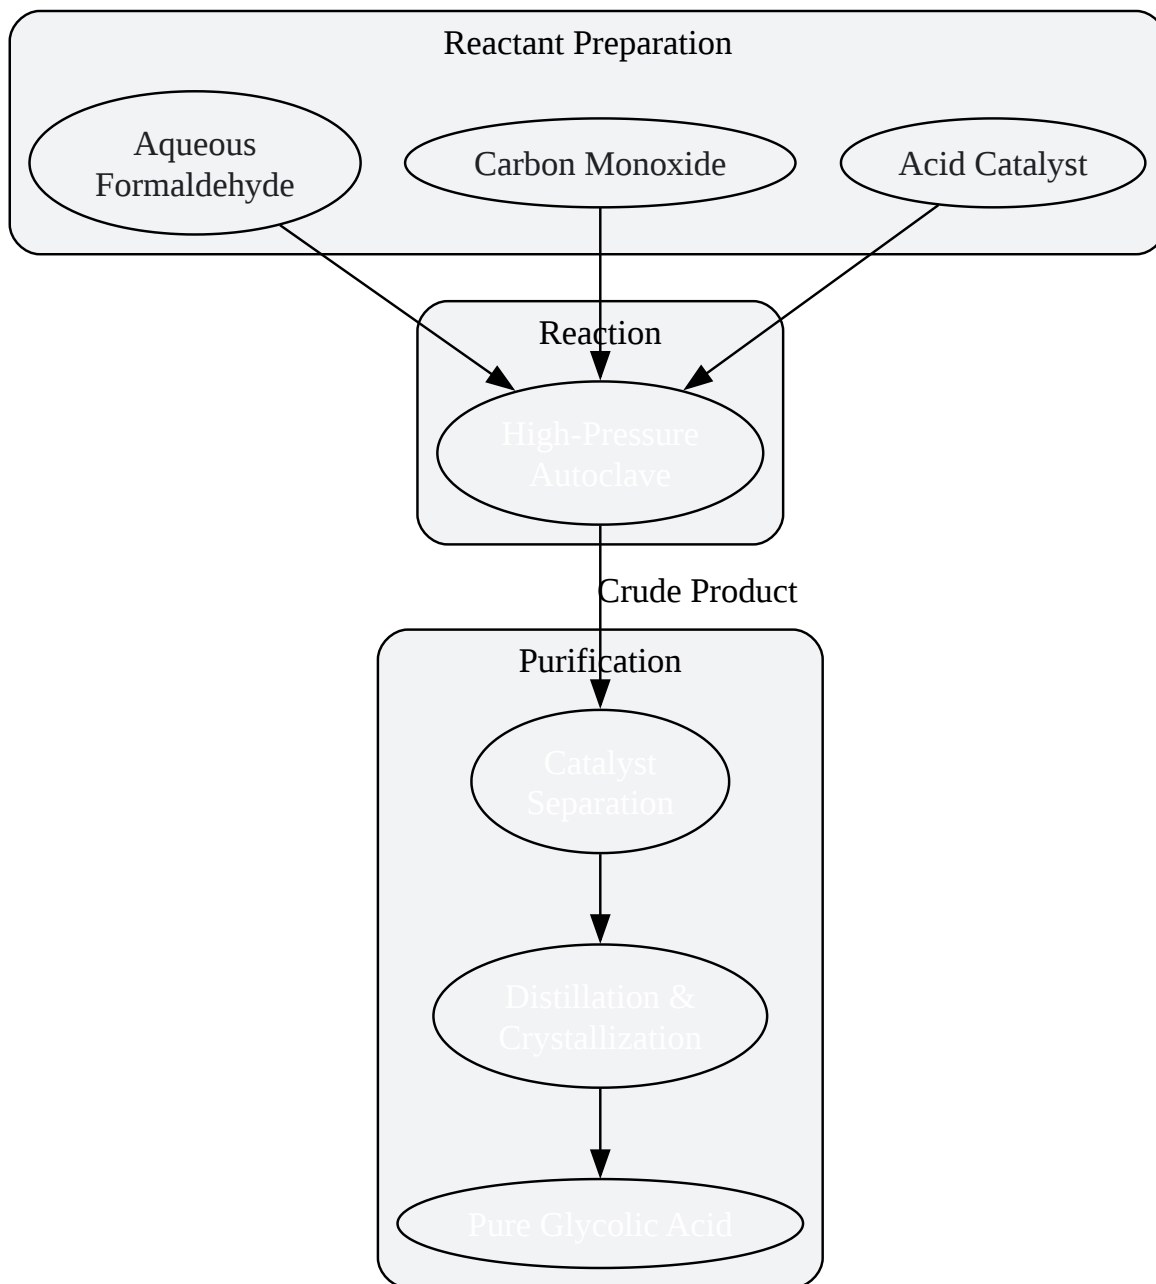 Reactant Preparation
Aqueous
Formaldehyde
Carbon Monoxide
Acid Catalyst
Reaction
High-Pressure
Autoclave
Crude Product
Purification
Catalyst
Separation
Distillation &
Crystallization
Pure Glycolic Acid